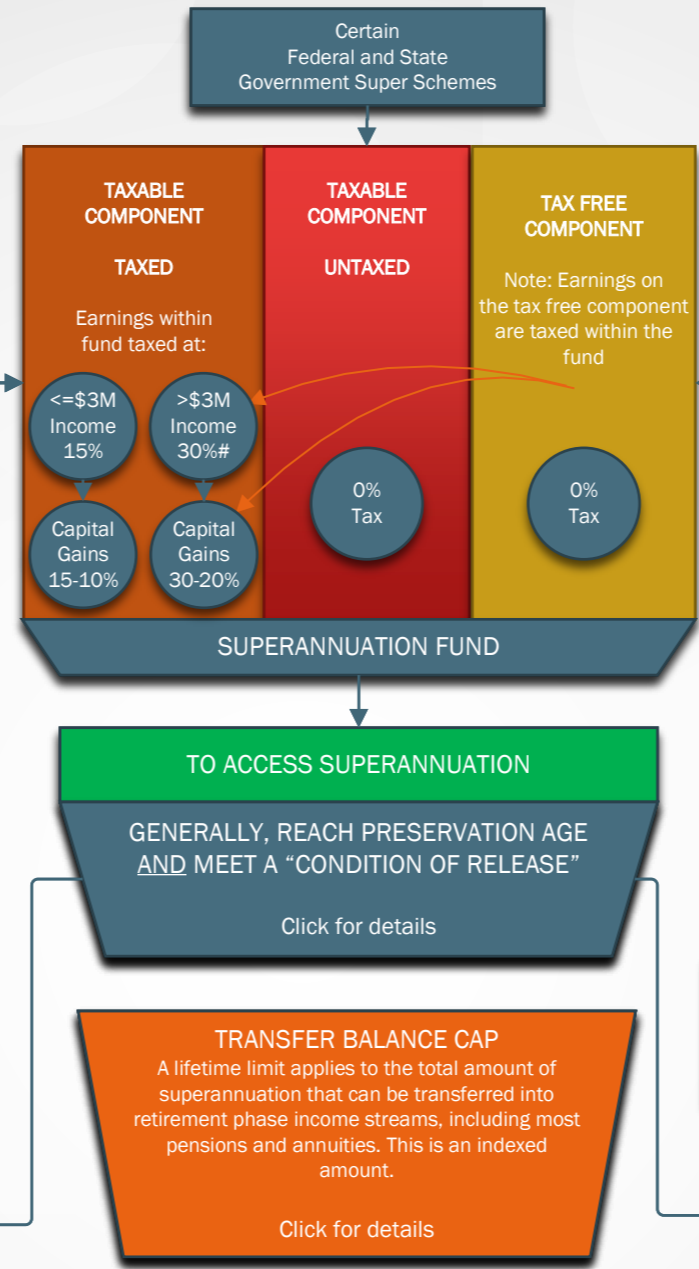 Certain
Federal and State
Government Super Schemes
TAXABLE
COMPONENT
TAXED
Earnings within
fund taxed at:
<=$3M
Income
15%
>$3M
Income
30%#
Capital
Gains
15-10%
Capital
Gains
30-20%
TAXABLE
COMPONENT
UNTAXED
0%
Tax
TAX FREE
COMPONENT
Note: Earnings on
the tax free component
are taxed within the
fund
0%
Tax
SUPERANNUATION FUND
TO ACCESS SUPERANNUATION
GENERALLY, REACH PRESERVATION AGE
AND MEET A “CONDITION OF RELEASE”
Click for details
TRANSFER BALANCE CAP
A lifetime limit applies to the total amount of
superannuation that can be transferred into
retirement phase income streams, including most
pensions and annuities. This is an indexed
amount.
Click for details